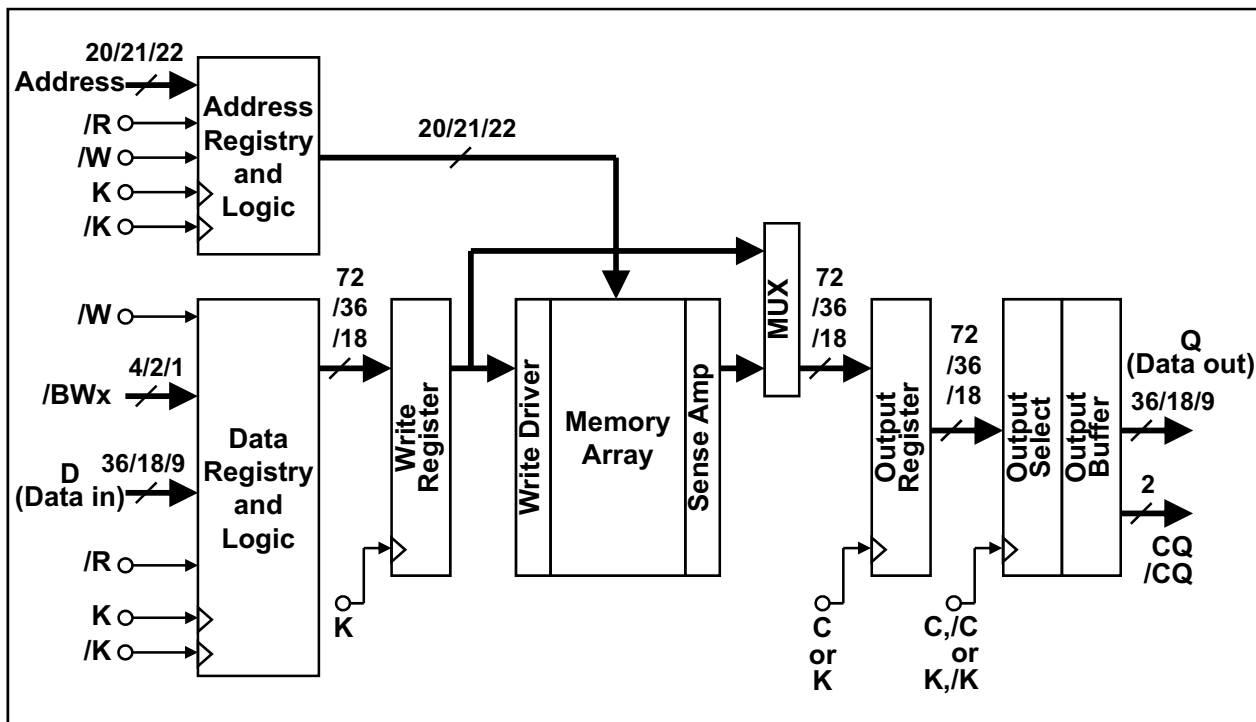 20/21/22
Address
/R
/W
K
/K
Address
Registry
and
Logic
20/21/22
/W
4/2/1
/BWx
36/18/9
D
(Data in)
/R
K
/K
Data
Registry
and
Logic
72
/36
/18
Write
Register
K
Write Driver
Memory
Array
Sense Amp
MUX
72
/36
/18
Output
Register
C
or
K
72
/36
/18
Output
Select
C,/C
or
K,/K
Output
Buffer
Q
(Data out)
36/18/9
2
CQ
/CQ